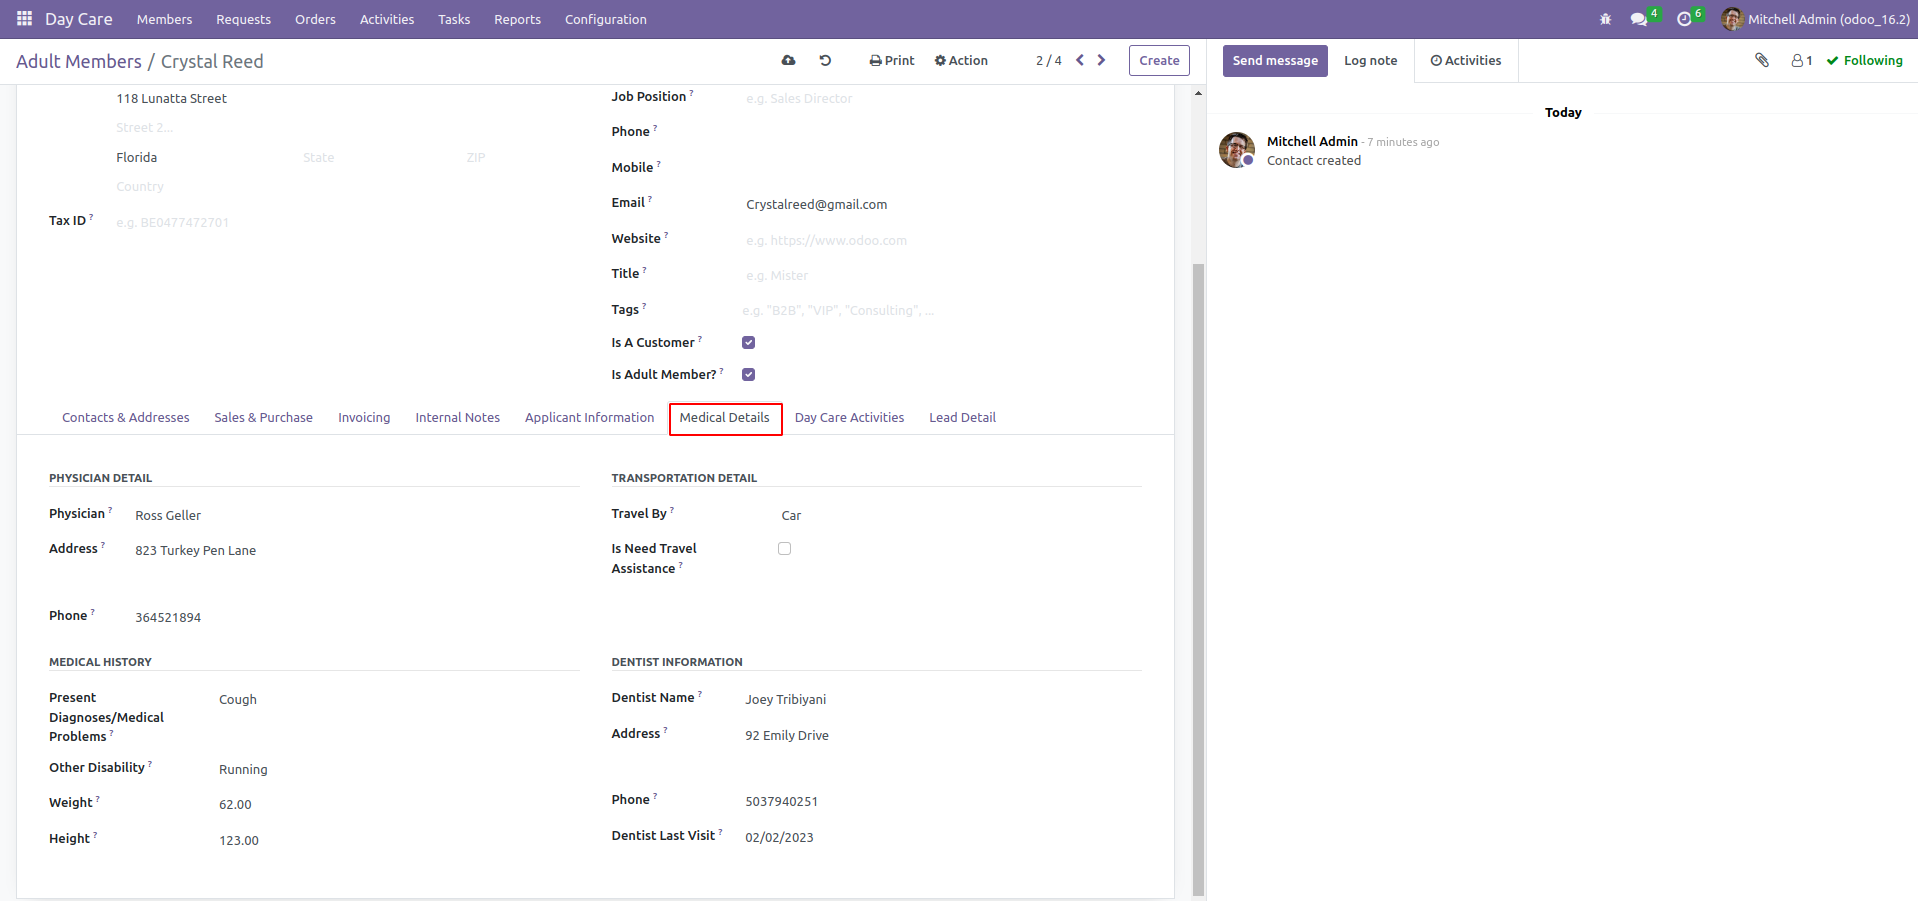 Day Care Members Requests Orders Activities Tasks Reports Configuration 4 6 Mitchell Admin (odoo_16.2)
Adult Members / Crystal Reed Print Action 2 / 4 Create Send message Log note Activities 1 Following
118 Lunatta Street
Street 2...
Florida State ZIP
Country
Tax ID ? e.g. BE0477472701
Job Position ? e.g. Sales Director
Phone ?
Mobile ?
Email ? Crystalreed@gmail.com
Website ? e.g. https://www.odoo.com
Title ? e.g. Mister
Tags ? e.g. "B2B", "VIP", "Consulting", ...
Is A Customer ?
Is Adult Member? ?
Contacts & Addresses Sales & Purchase Invoicing Internal Notes Applicant Information Medical Details Day Care Activities Lead Detail
PHYSICIAN DETAIL
Physician ? Ross Geller
Address ? 823 Turkey Pen Lane
Phone ? 364521894
TRANSPORTATION DETAIL
Travel By ? Car
Is Need Travel
Assistance ?
MEDICAL HISTORY
Present
Diagnoses/Medical
Problems ? Cough
Other Disability ? Running
Weight ? 62.00
Height ? 123.00
DENTIST INFORMATION
Dentist Name ? Joey Tribiyani
Address ? 92 Emily Drive
Phone ? 5037940251
Dentist Last Visit ? 02/02/2023
Today
Mitchell Admin - 7 minutes ago
Contact created